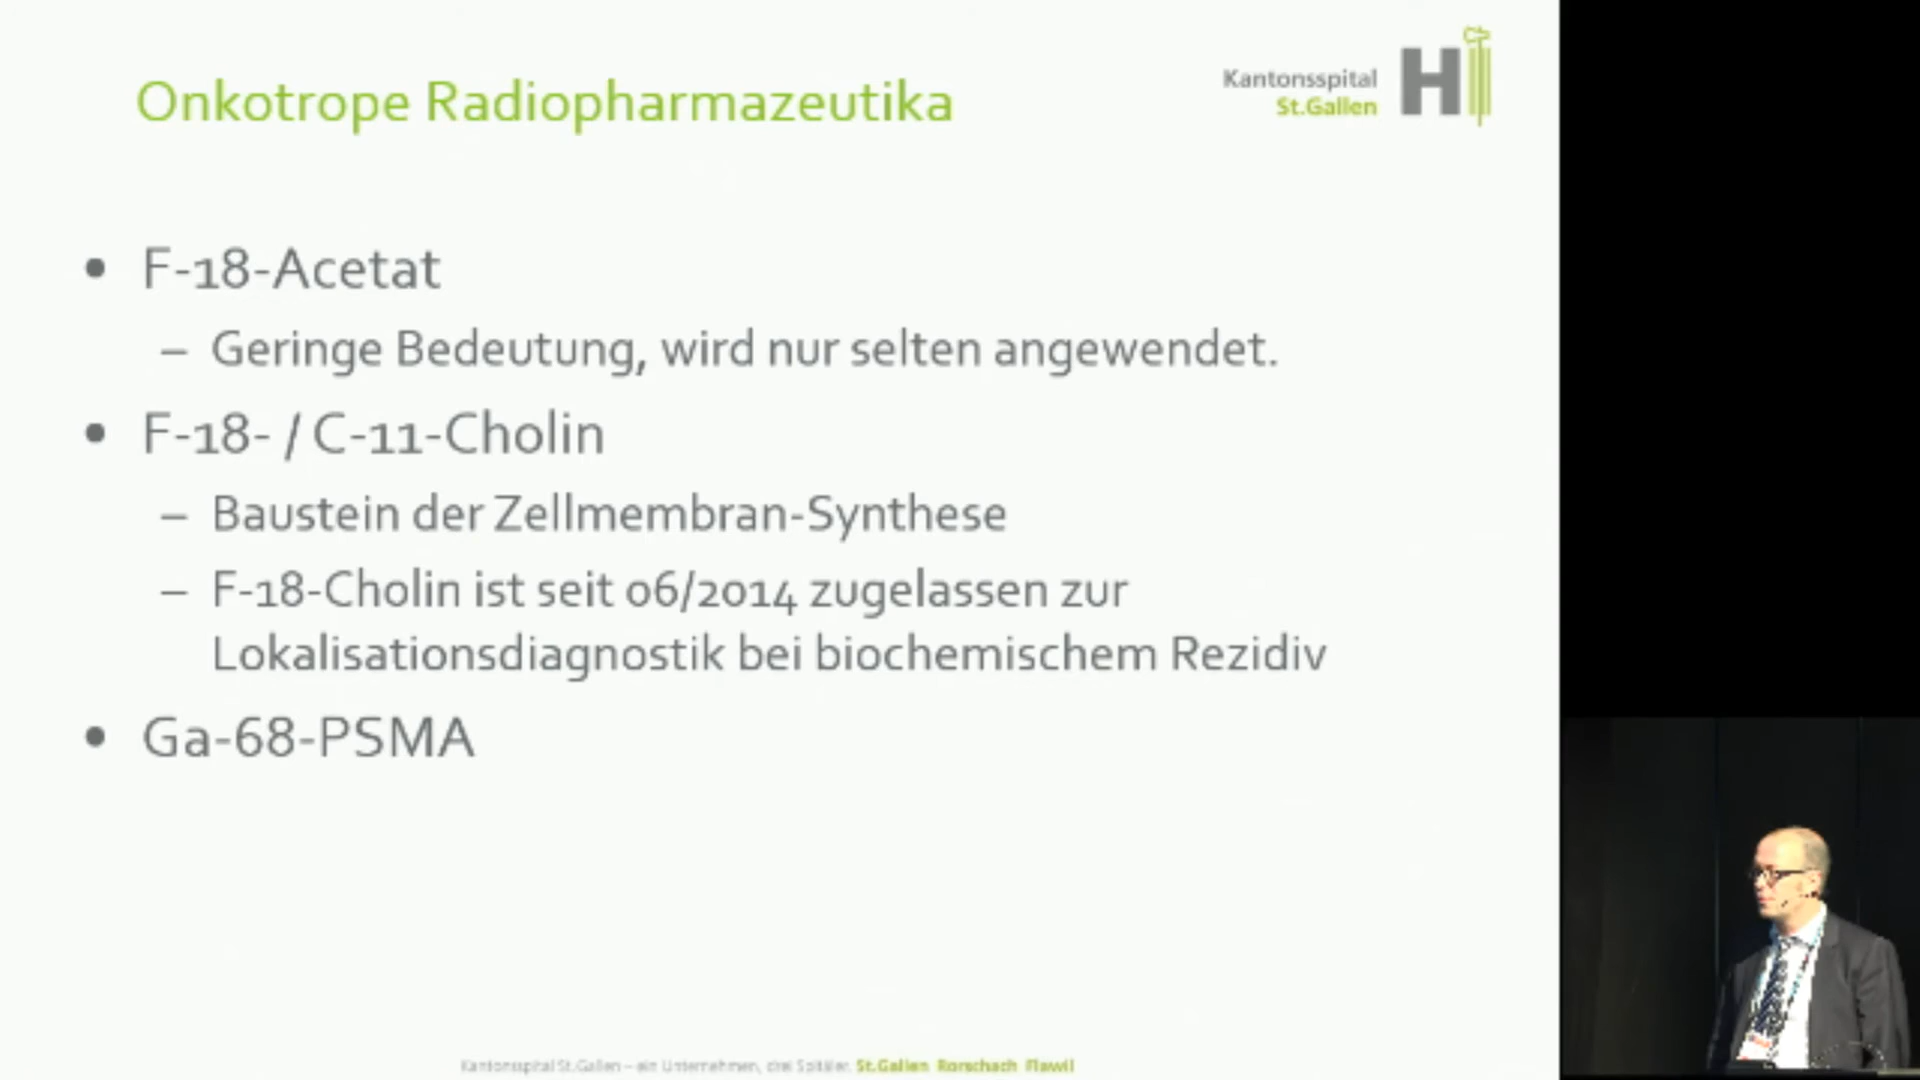 Onkotrope Radiopharmazeutika
Kantonsspital
St.Gallen
• F-18-Acetat
– Geringe Bedeutung, wird nur selten angewendet.
• F-18- / C-11-Cholin
– Baustein der Zellmembran-Synthese
– F-18-Cholin ist seit 06/2014 zugelassen zur
Lokalisationsdiagnostik bei biochemischem Rezidiv
• Ga-68-PSMA
Kantonsspital St.Gallen – ein Unternehmen, drei Spitäler. St.Gallen Rorschach Flawil